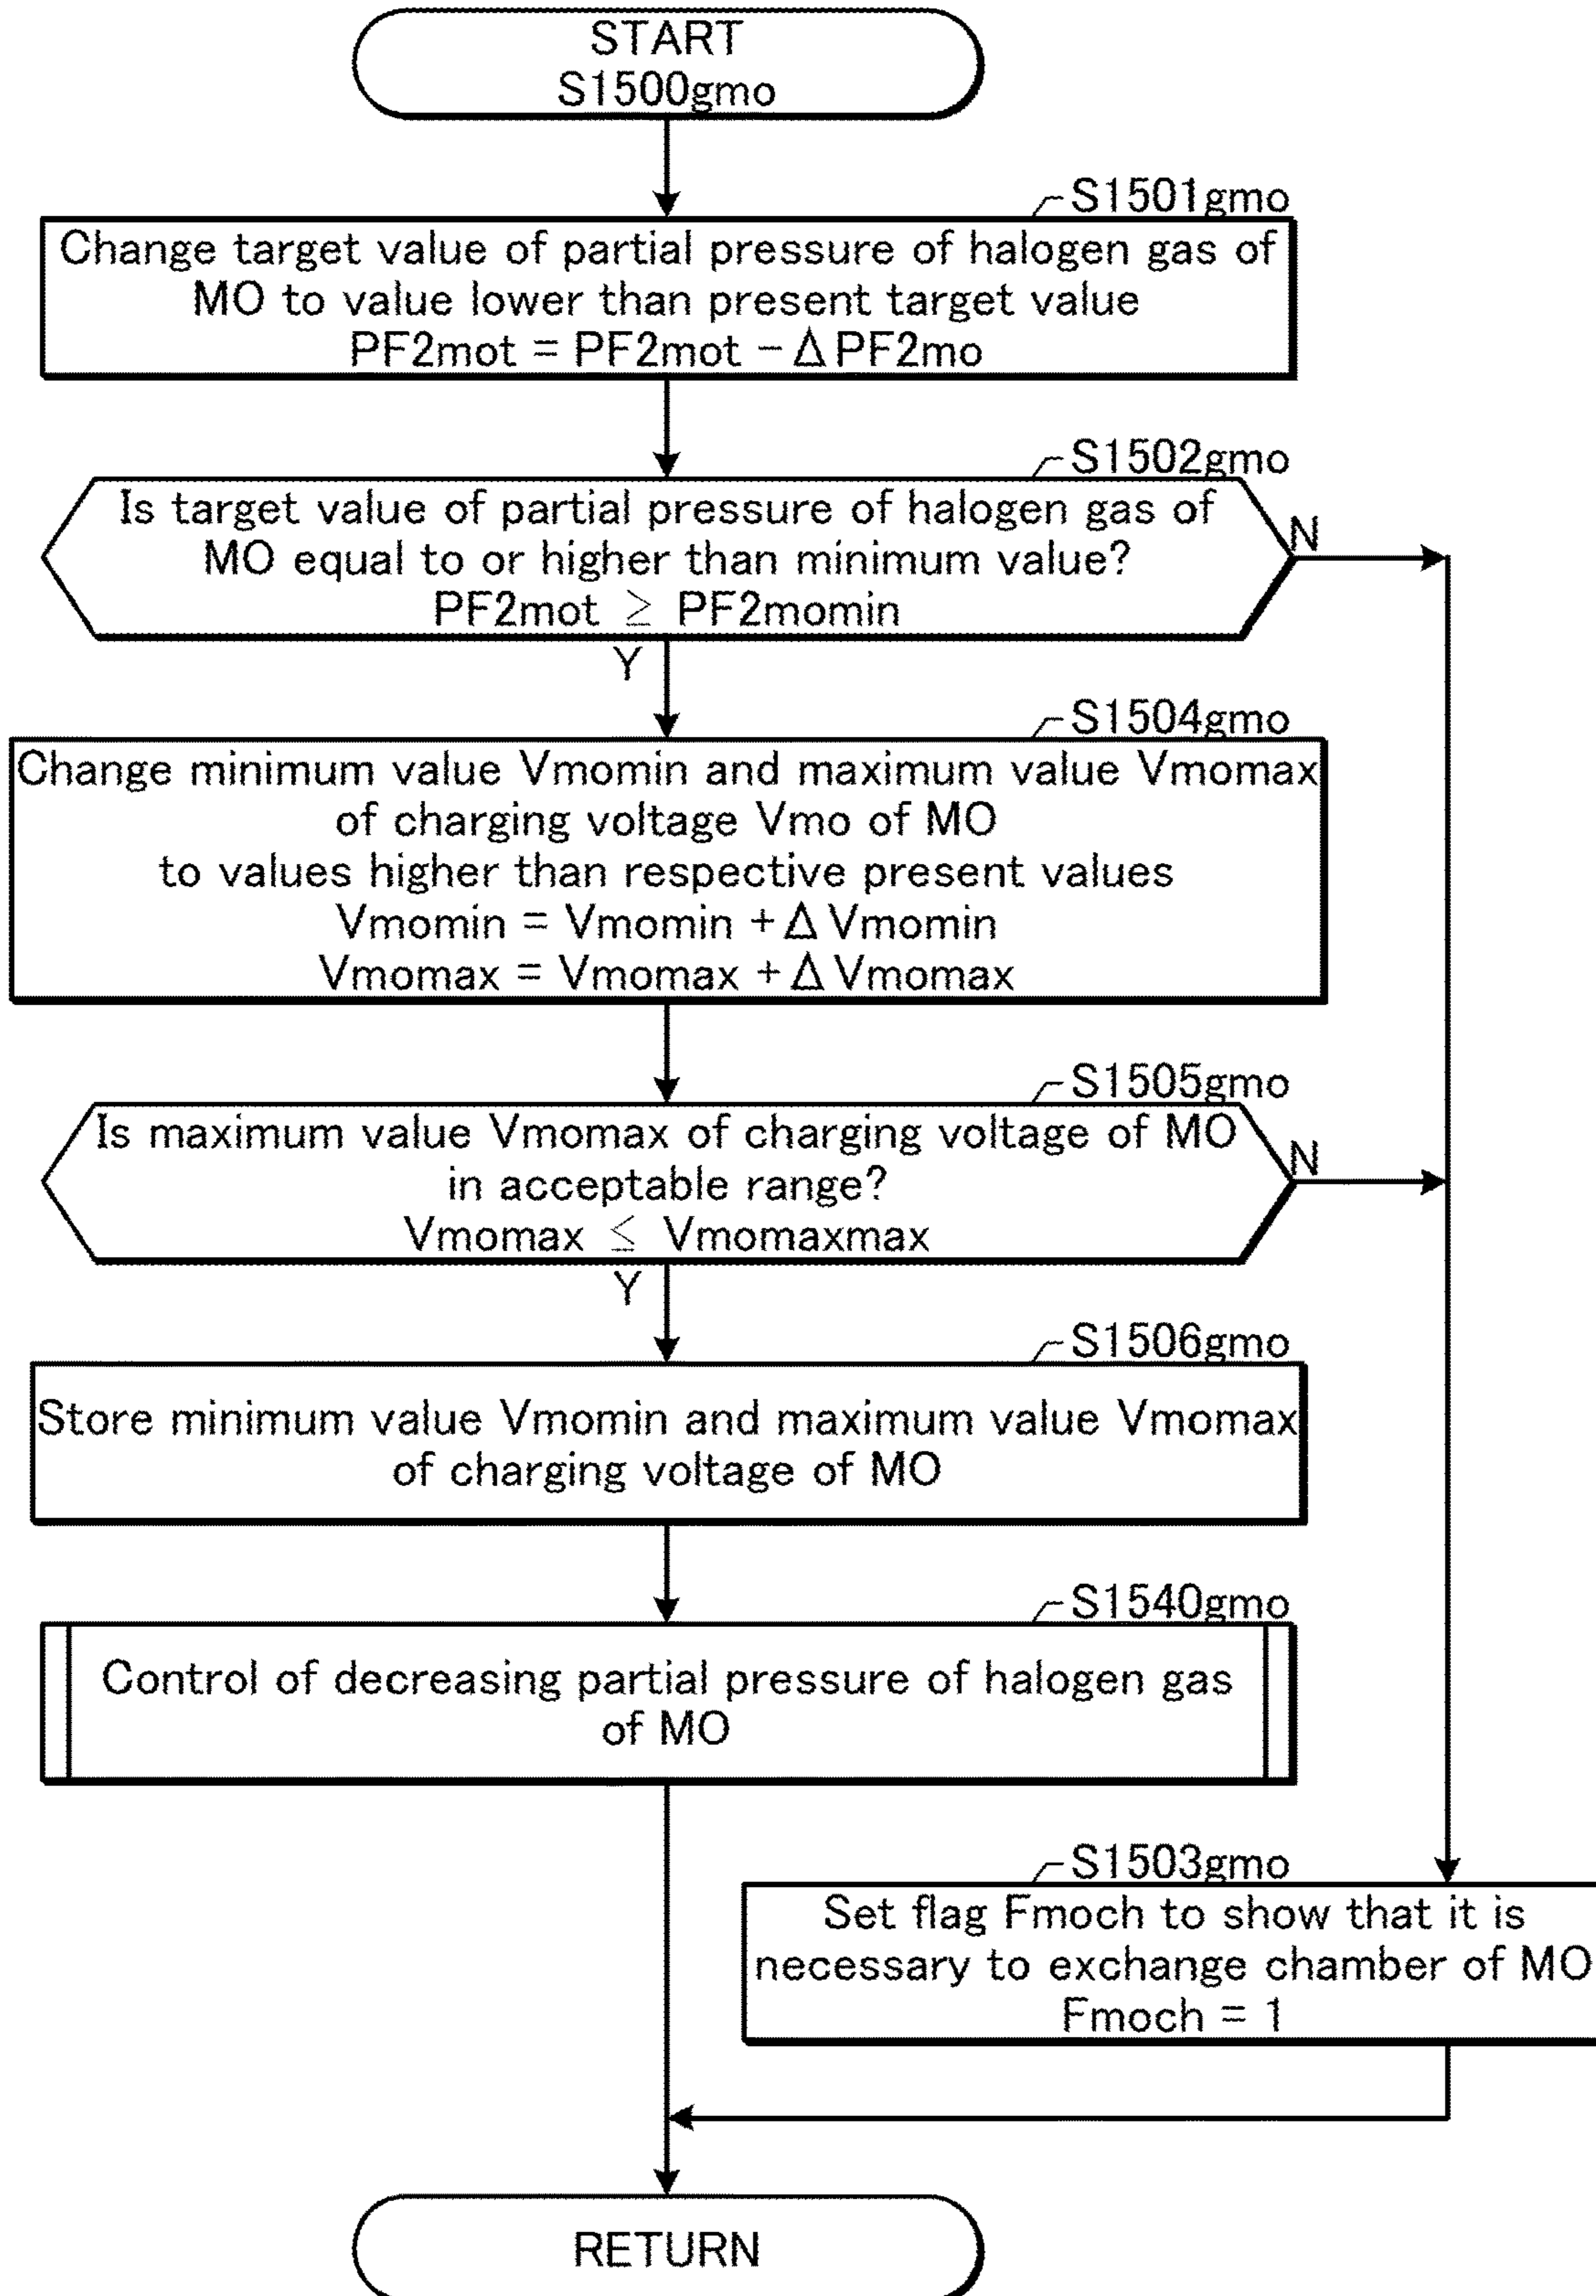 START
S1500gmo
S1501gmo
Change target value of partial pressure of halogen gas of
MO to value lower than present target value
PF2mot = PF2mot − Δ PF2mo
S1502gmo
Is target value of partial pressure of halogen gas of
MO equal to or higher than minimum value?
PF2mot ≥ PF2momin
N
Y
S1504gmo
Change minimum value Vmomin and maximum value Vmomax
of charging voltage Vmo of MO
to values higher than respective present values
Vmomin = Vmomin + Δ Vmomin
Vmomax = Vmomax + Δ Vmomax
S1505gmo
Is maximum value Vmomax of charging voltage of MO
in acceptable range?
Vmomax ≤ Vmomaxmax
N
Y
S1506gmo
Store minimum value Vmomin and maximum value Vmomax
of charging voltage of MO
S1540gmo
Control of decreasing partial pressure of halogen gas
of MO
S1503gmo
Set flag Fmoch to show that it is
necessary to exchange chamber of MO
Fmoch = 1
RETURN